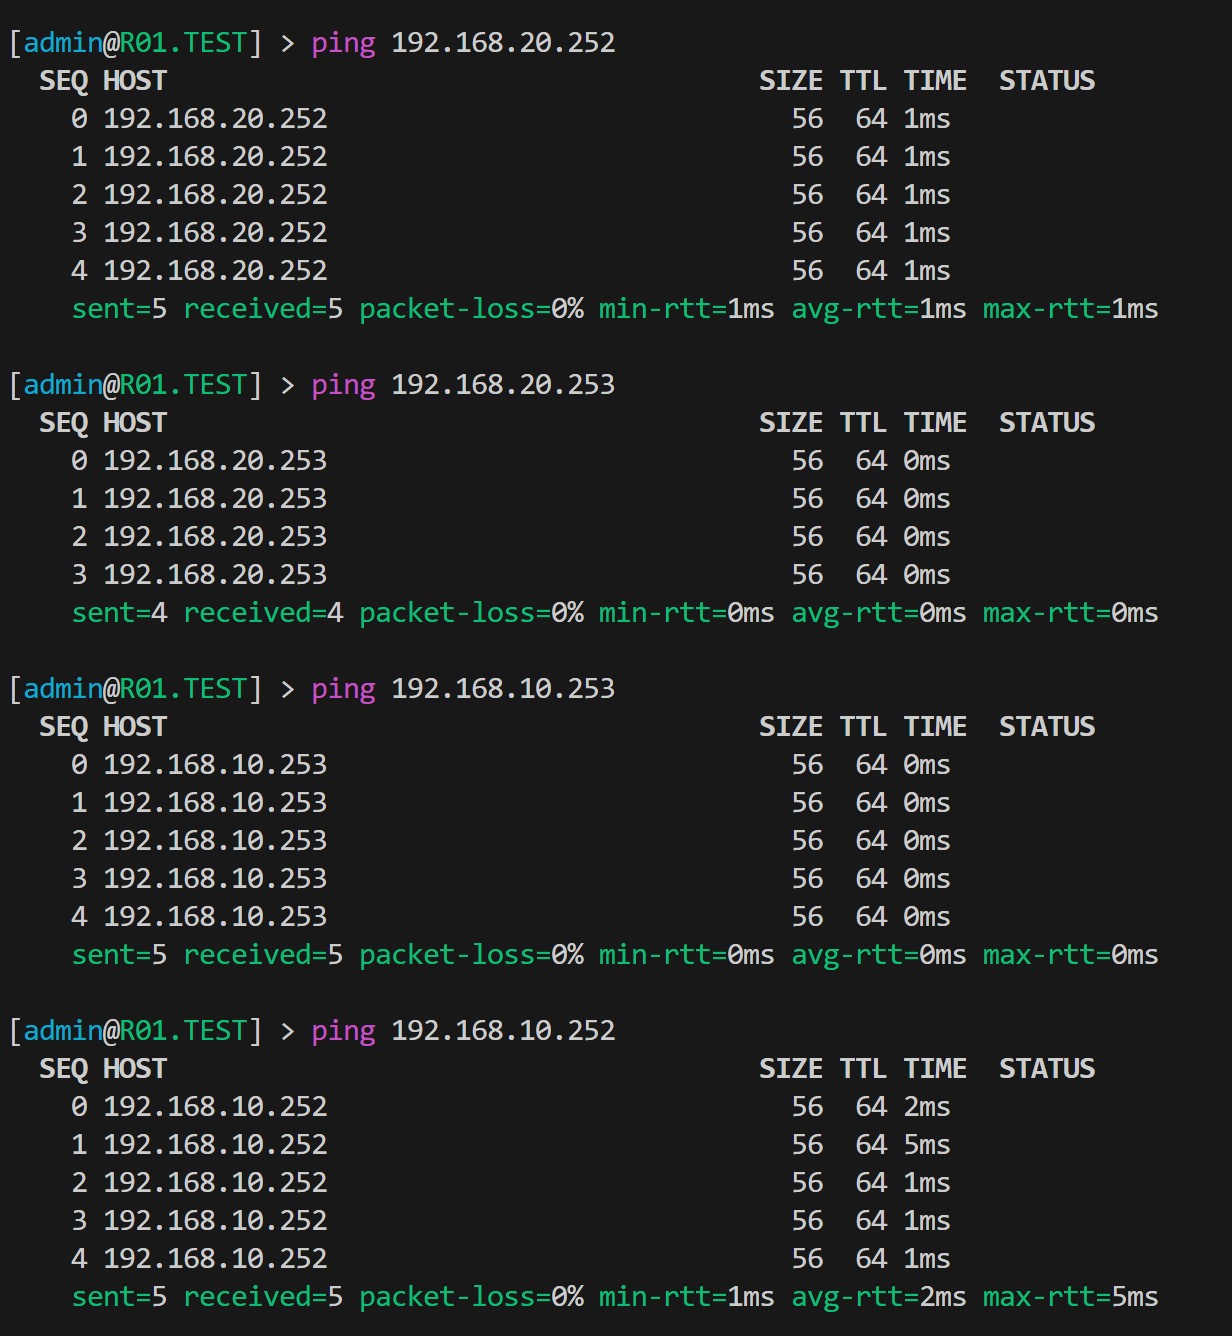 [admin@R01.TEST] > ping 192.168.20.252
SEQ HOST SIZE TTL TIME STATUS
0 192.168.20.252 56 64 1ms
1 192.168.20.252 56 64 1ms
2 192.168.20.252 56 64 1ms
3 192.168.20.252 56 64 1ms
4 192.168.20.252 56 64 1ms
sent=5 received=5 packet-loss=0% min-rtt=1ms avg-rtt=1ms max-rtt=1ms
[admin@R01.TEST] > ping 192.168.20.253
SEQ HOST SIZE TTL TIME STATUS
0 192.168.20.253 56 64 0ms
1 192.168.20.253 56 64 0ms
2 192.168.20.253 56 64 0ms
3 192.168.20.253 56 64 0ms
sent=4 received=4 packet-loss=0% min-rtt=0ms avg-rtt=0ms max-rtt=0ms
[admin@R01.TEST] > ping 192.168.10.253
SEQ HOST SIZE TTL TIME STATUS
0 192.168.10.253 56 64 0ms
1 192.168.10.253 56 64 0ms
2 192.168.10.253 56 64 0ms
3 192.168.10.253 56 64 0ms
4 192.168.10.253 56 64 0ms
sent=5 received=5 packet-loss=0% min-rtt=0ms avg-rtt=0ms max-rtt=0ms
[admin@R01.TEST] > ping 192.168.10.252
SEQ HOST SIZE TTL TIME STATUS
0 192.168.10.252 56 64 2ms
1 192.168.10.252 56 64 5ms
2 192.168.10.252 56 64 1ms
3 192.168.10.252 56 64 1ms
4 192.168.10.252 56 64 1ms
sent=5 received=5 packet-loss=0% min-rtt=1ms avg-rtt=2ms max-rtt=5ms